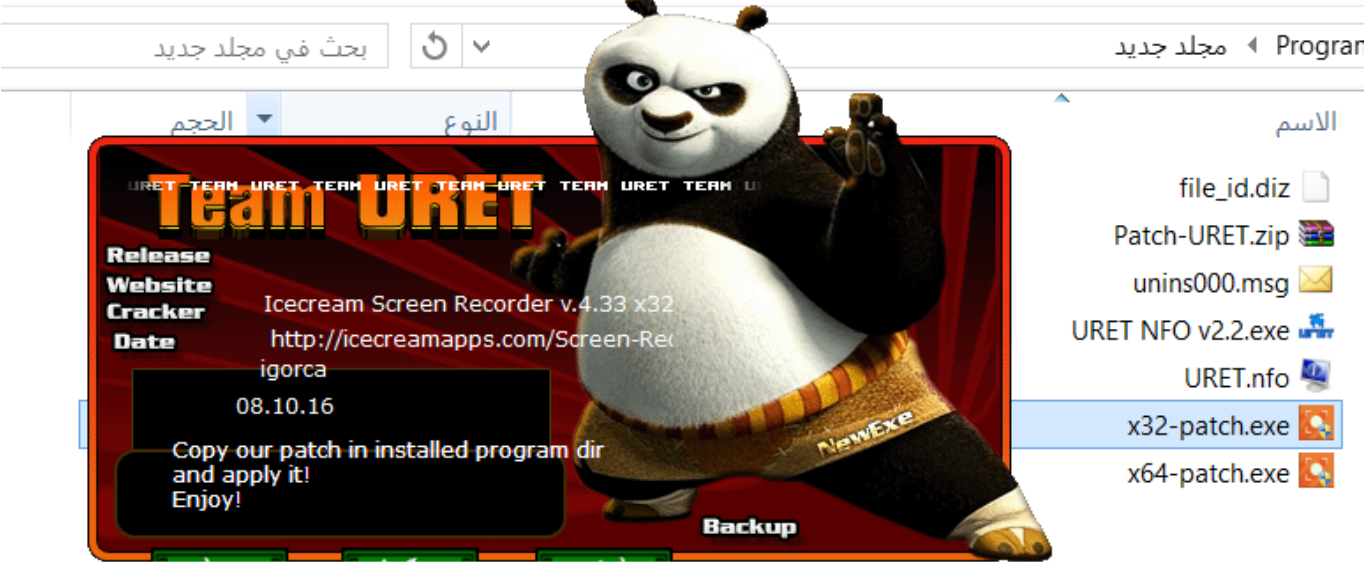 بحث في مجلد جديد
Program ◂ مجلد جديد
الاسم
النوع
الحجم
file_id.diz
Patch-URET.zip
unins000.msg
URET NFO v2.2.exe
URET.nfo
x32-patch.exe
x64-patch.exe
URET TEAM URET TEAM URET TEAM URET TEAM URET TEAM U
Team URET
Release
Website
Cracker
Date
Icecream Screen Recorder v.4.33 x32
http://icecreamapps.com/Screen-Rec
igorca
08.10.16
Copy our patch in installed program dir
and apply it!
Enjoy!
NewExe
Backup